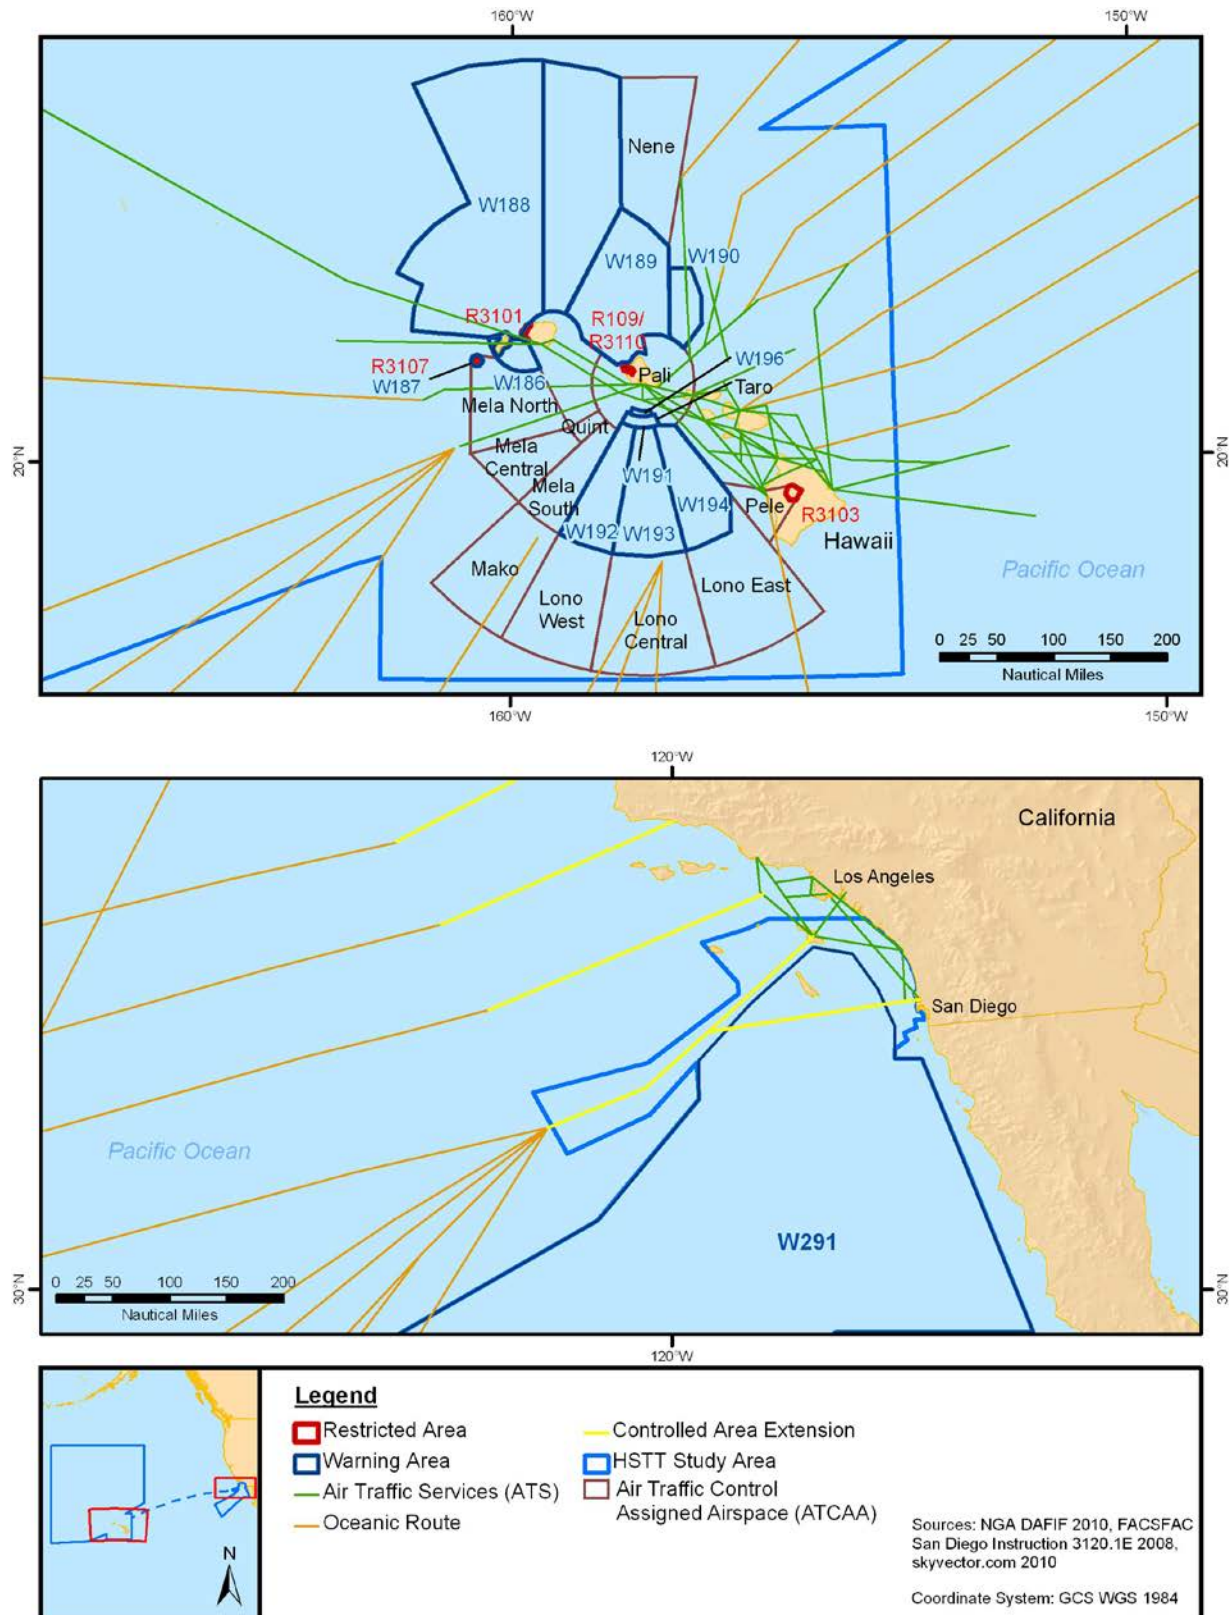 160°W
150°W
Nene
W188
W189
W190
R3101
R109/
R3110
R3107
W187
W186
W196
Pali
Taro
Mela North
Quint
20°N
20°N
Mela
Central
W191
Mela
South
W194
Pele
R3103
W192
W193
Hawaii
Mako
Lono East
Pacific Ocean
Lono
West
Lono
Central
0 25 50 100 150 200
Nautical Miles
160°W
150°W
120°W
California
Los Angeles
San Diego
Pacific Ocean
W291
0 25 50 100 150 200
Nautical Miles
30°N
30°N
120°W
N
Legend
Restricted Area
Warning Area
Air Traffic Services (ATS)
Oceanic Route
Controlled Area Extension
HSTT Study Area
Air Traffic Control
Assigned Airspace (ATCAA)
Sources: NGA DAFIF 2010, FACSFAC
San Diego Instruction 3120.1E 2008,
skyvector.com 2010
Coordinate System: GCS WGS 1984